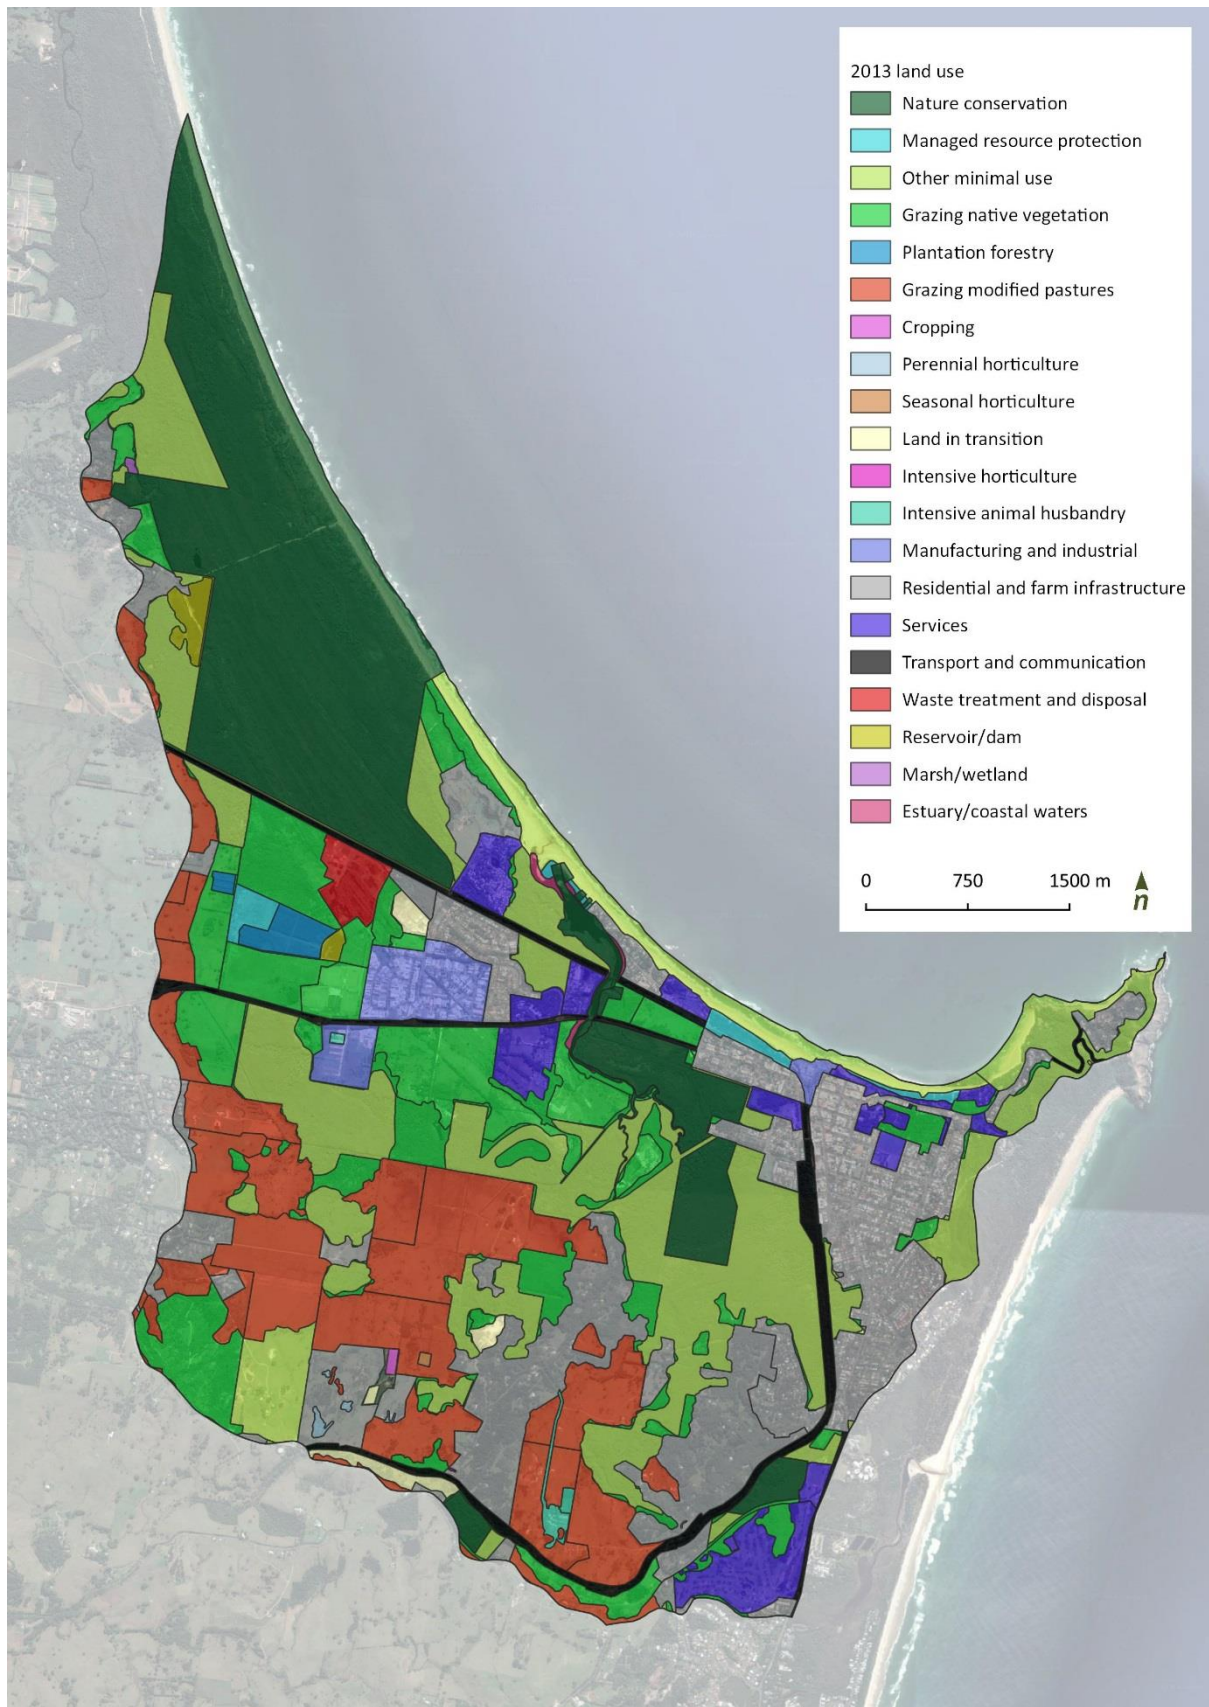 2013 land use
Nature conservation
Managed resource protection
Other minimal use
Grazing native vegetation
Plantation forestry
Grazing modified pastures
Cropping
Perennial horticulture
Seasonal horticulture
Land in transition
Intensive horticulture
Intensive animal husbandry
Manufacturing and industrial
Residential and farm infrastructure
Services
Transport and communication
Waste treatment and disposal
Reservoir/dam
Marsh/wetland
Estuary/coastal waters
0 750 1500 m
n